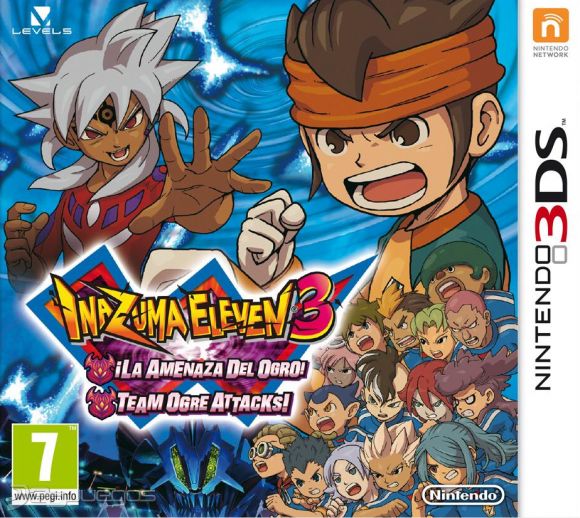 LEVEL5
NINTENDO
NETWORK
NINTENDO 3DS
TM
INAZUMA ELEVEN 3
¡LA AMENAZA DEL OGRO!
TEAM OGRE ATTACKS!
7
www.pegi.info
Nintendo